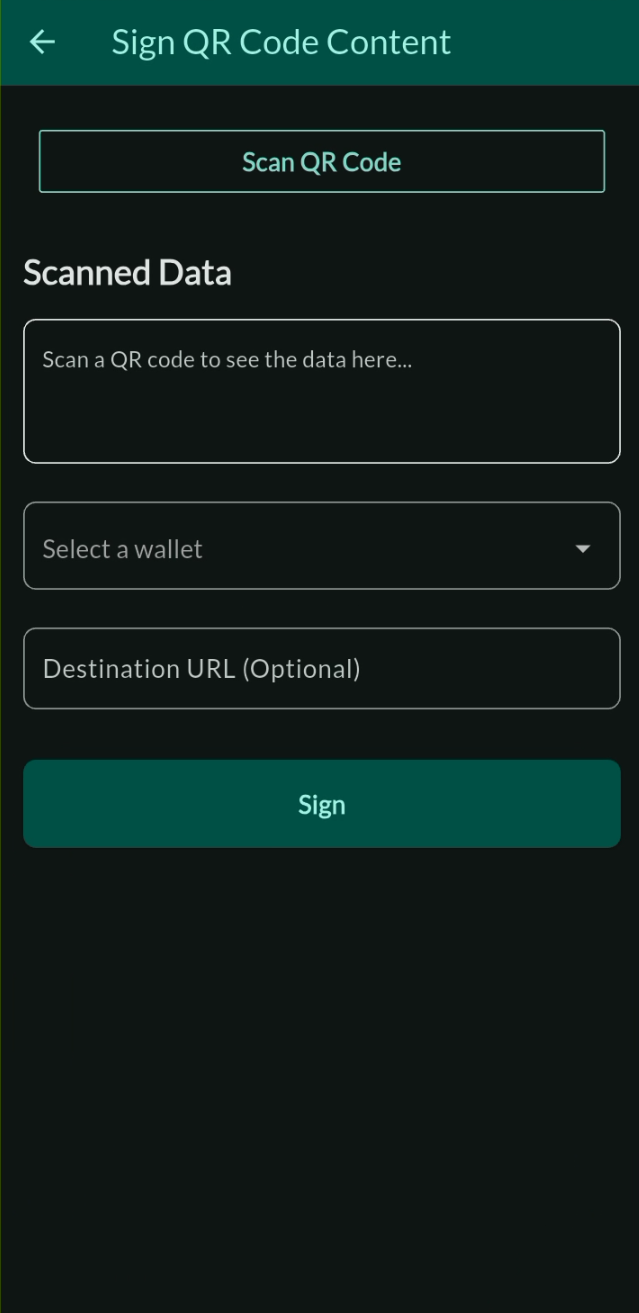 Sign QR Code Content
Scan QR Code
Scanned Data
Scan a QR code to see the data here...
Select a wallet
Destination URL (Optional)
Sign